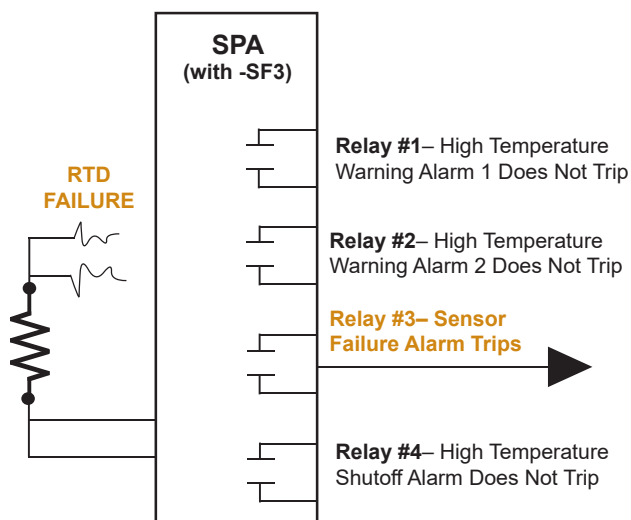 SPA
(with -SF3)
RTD
FAILURE
Relay #1– High Temperature
Warning Alarm 1 Does Not Trip
Relay #2– High Temperature
Warning Alarm 2 Does Not Trip
Relay #3– Sensor
Failure Alarm Trips
Relay #4– High Temperature
Shutoff Alarm Does Not Trip